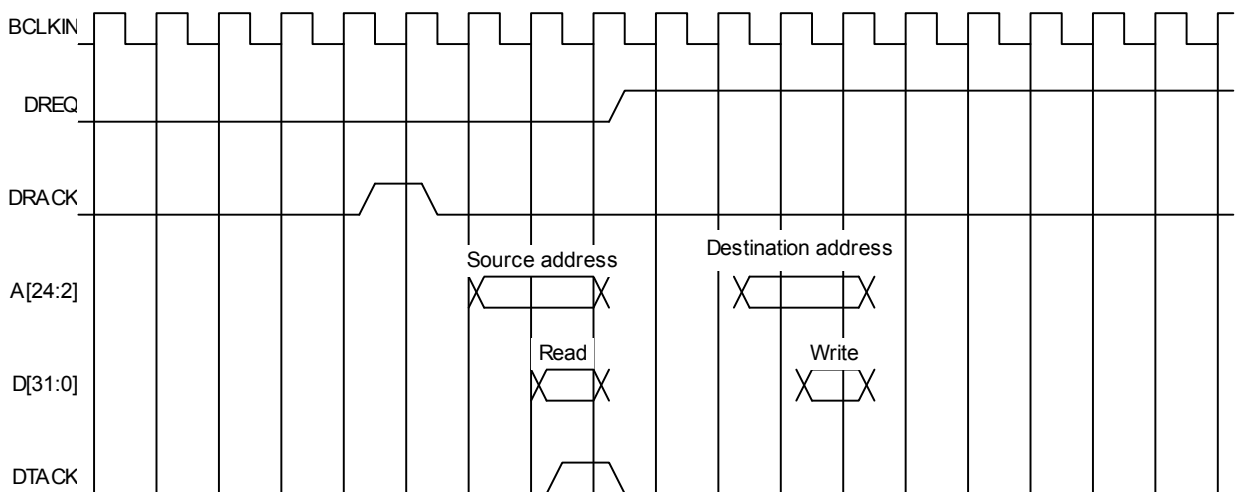 BCLKIN
DREQ
DRACK
Source address
Destination address
A[24:2]
Read
Write
D[31:0]
DTACK